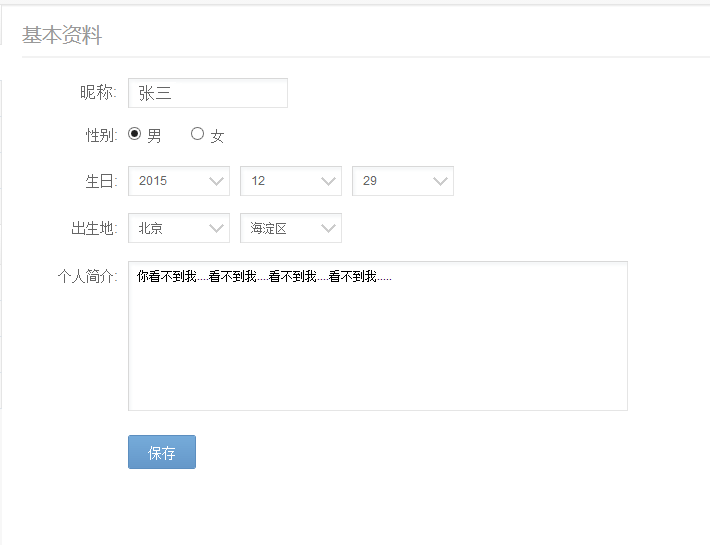 基本资料
昵称: 张三
性别: 男 女
生日: 2015 12 29
出生地: 北京 海淀区
个人简介: 你看不到我....看不到我....看不到我....看不到我.....
保存